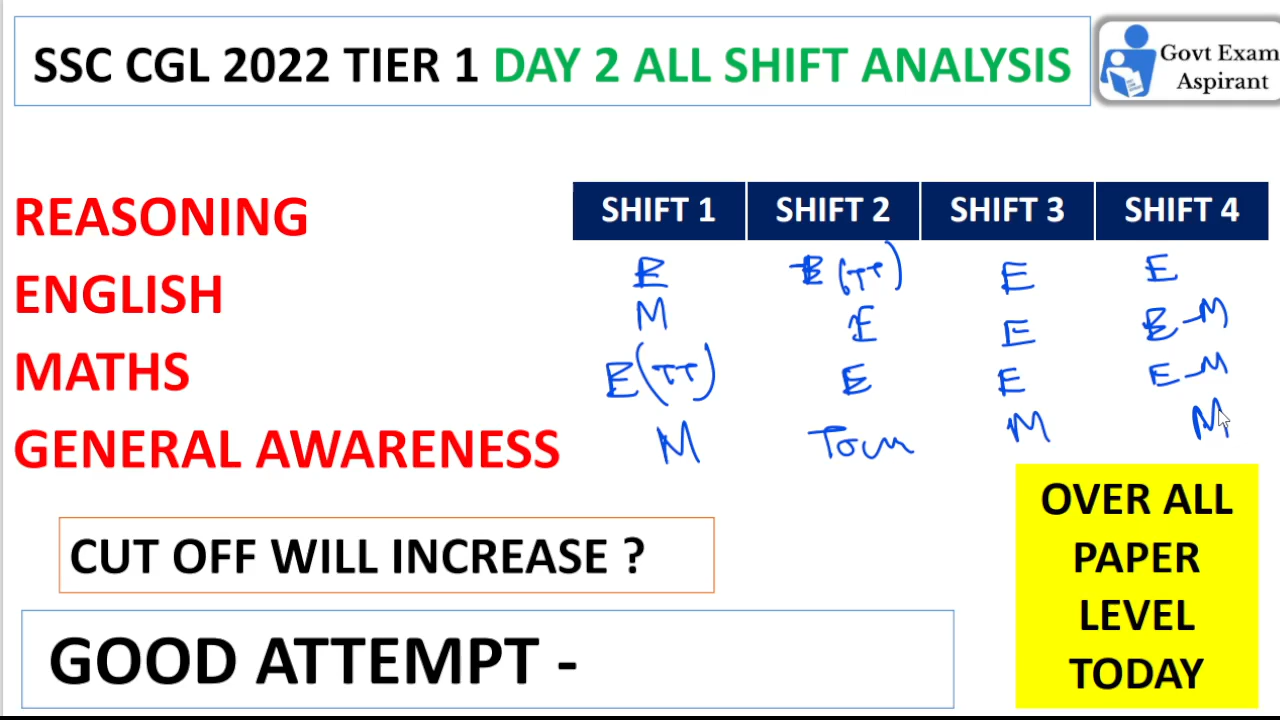 SSC CGL 2022 TIER 1 DAY 2 ALL SHIFT ANALYSIS
Govt Exam
Aspirant
SHIFT 1 SHIFT 2 SHIFT 3 SHIFT 4
REASONING E E (TT) E E
ENGLISH M E E E-M
MATHS E (TT) E E E-M
GENERAL AWARENESS M M M
CUT OFF WILL INCREASE ?
GOOD ATTEMPT -
OVER ALL
PAPER
LEVEL
TODAY